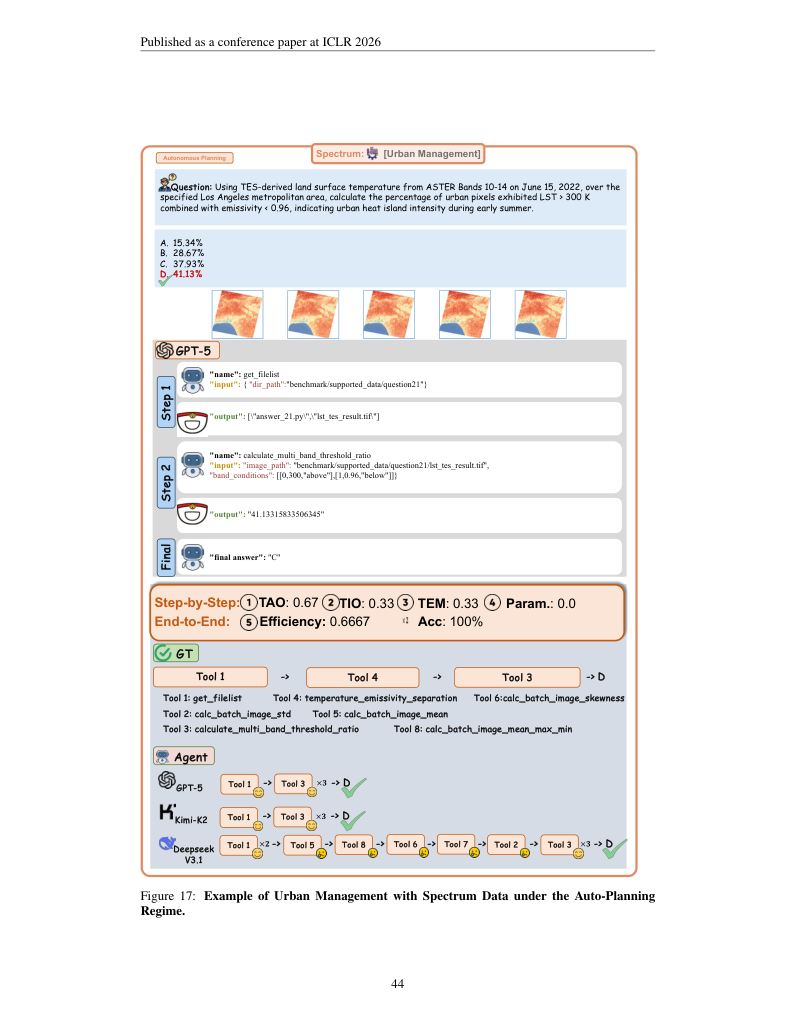 Published as a conference paper at ICLR 2026
Autonomous Planning
Spectrum: [Urban Management]
Question: Using TES-derived land surface temperature from ASTER Bands 10-14 on June 15, 2022, over the
specified Los Angeles metropolitan area, calculate the percentage of urban pixels exhibited LST > 300 K
combined with emissivity < 0.96, indicating urban heat island intensity during early summer.
A. 15.34%
B. 28.67%
C. 37.93%
D. 41.13%
GPT-5
Step 1
"name": get_filelist
"input": { "dir_path":"benchmark/supported_data/question21"}
"output": [\"answer_21.py\",\"lst_tes_result.tif\"]
Step 2
"name": calculate_multi_band_threshold_ratio
"input": "image_path": "benchmark/supported_data/question21/lst_tes_result.tif",
"band_conditions": [[0,300,"above"],[1,0.96,"below"]]}
"output": "41.13315833506345"
Final
"final answer": "C"
Step-by-Step: 1 TAO: 0.67 2 TIO: 0.33 3 TEM: 0.33 4 Param.: 0.0
End-to-End: 5 Efficiency: 0.6667 Acc: 100%
GT
Tool 1 -> Tool 4 -> Tool 3 -> D
Tool 1: get_filelist Tool 4: temperature_emissivity_separation Tool 6:calc_batch_image_skewness
Tool 2: calc_batch_image_std Tool 5: calc_batch_image_mean
Tool 3: calculate_multi_band_threshold_ratio Tool 8: calc_batch_image_mean_max_min
Agent
GPT-5 Tool 1 -> Tool 3 ×3 -> D
Kimi-K2 Tool 1 -> Tool 3 ×3 -> D
Deepseek V3.1 Tool 1 ×2 -> Tool 5 -> Tool 8 -> Tool 6 -> Tool 7 -> Tool 2 -> Tool 3 ×3 -> D
Figure 17: Example of Urban Management with Spectrum Data under the Auto-Planning
Regime.
44